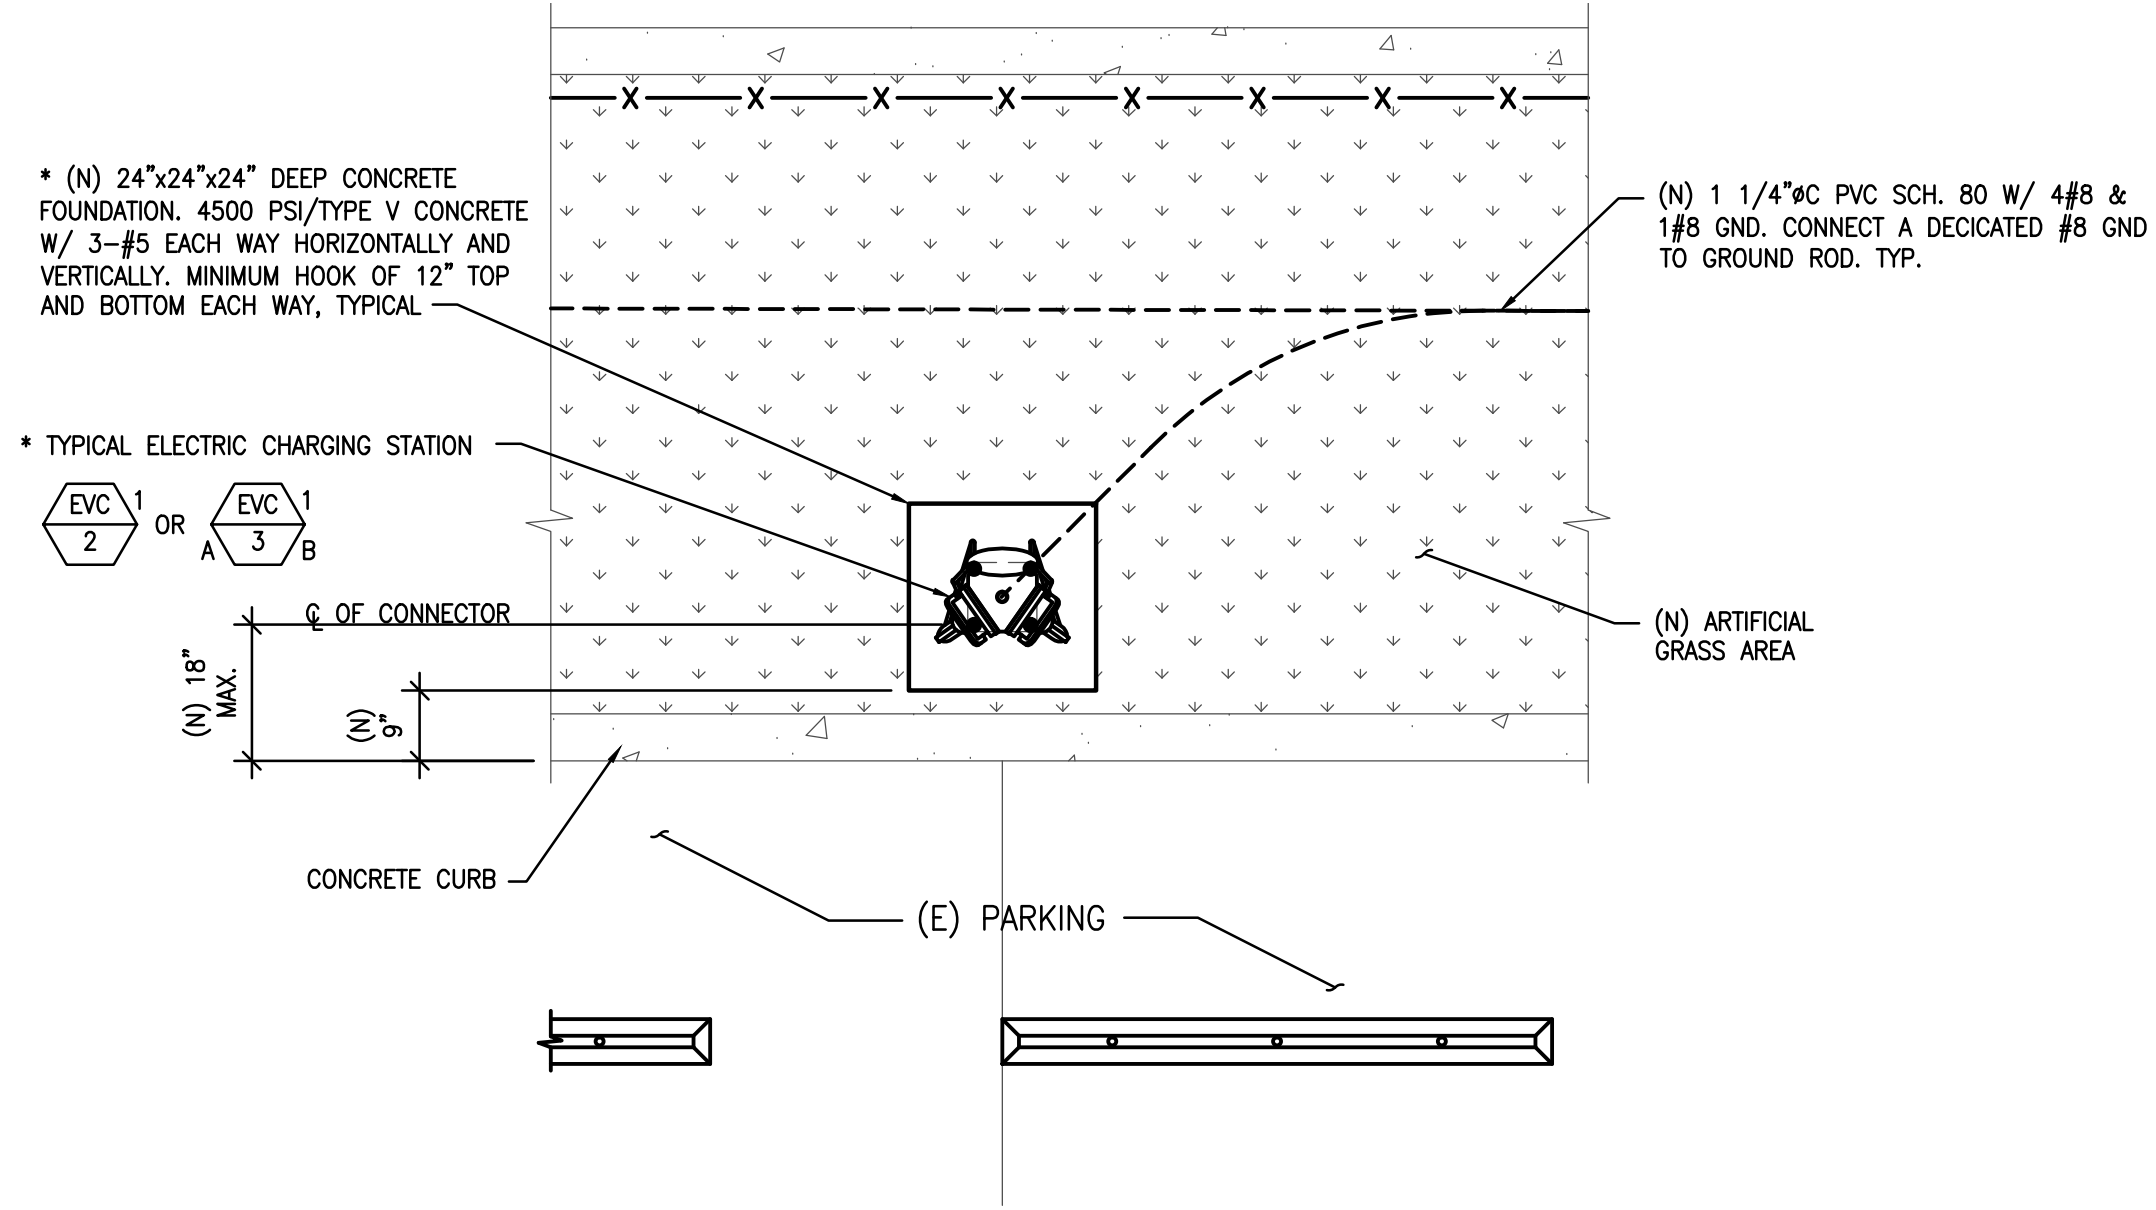 * (N) 24"x24"x24" DEEP CONCRETE
FOUNDATION. 4500 PSI/TYPE V CONCRETE
W/ 3-#5 EACH WAY HORIZONTALLY AND
VERTICALLY. MINIMUM HOOK OF 12" TOP
AND BOTTOM EACH WAY, TYPICAL
(N) 1 1/4"øC PVC SCH. 80 W/ 4#8 &
1#8 GND. CONNECT A DECICATED #8 GND
TO GROUND ROD. TYP.
* TYPICAL ELECTRIC CHARGING STATION
EVC 1
2
OR
EVC 1
A 3 B
℄ OF CONNECTOR
(N) 18"
MAX.
(N)
9"
(N) ARTIFICIAL
GRASS AREA
CONCRETE CURB
(E) PARKING
X X X X X X X X